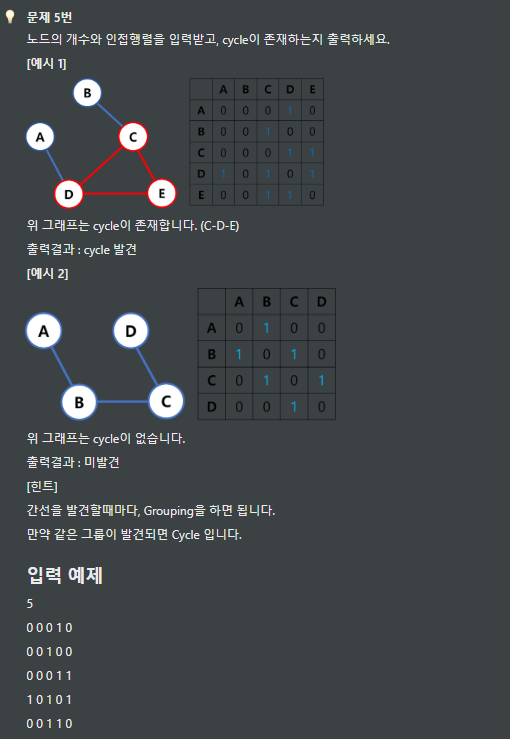 문제 5번
노드의 개수와 인접행렬을 입력받고, cycle이 존재하는지 출력하세요.
[예시 1]
B
A
C
D
E
A B C D E
A 0 0 0 1 0
B 0 0 1 0 0
C 0 0 0 1 1
D 1 0 1 0 1
E 0 0 1 1 0
위 그래프는 cycle이 존재합니다. (C-D-E)
출력결과 : cycle 발견
[예시 2]
A
D
B
C
A B C D
A 0 1 0 0
B 1 0 1 0
C 0 1 0 1
D 0 0 1 0
위 그래프는 cycle이 없습니다.
출력결과 : 미발견
[힌트]
간선을 발견할때마다, Grouping을 하면 됩니다.
만약 같은 그룹이 발견되면 Cycle 입니다.
입력 예제
5
0 0 0 1 0
0 0 1 0 0
0 0 0 1 1
1 0 1 0 1
0 0 1 1 0